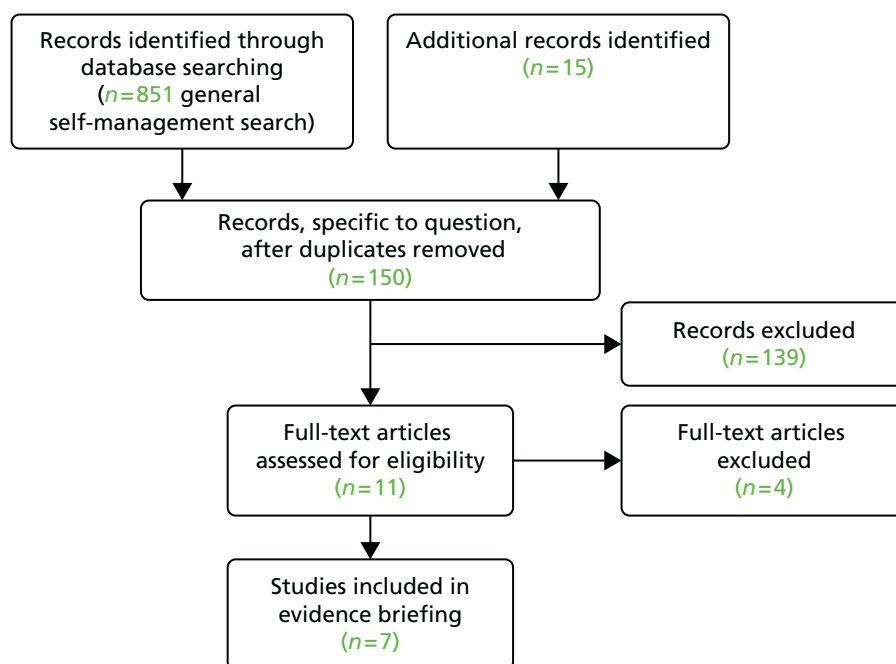 Records identified through
database searching
(n=851 general
self-management search)
Additional records identified
(n=15)
Records, specific to question,
after duplicates removed
(n=150)
Records excluded
(n=139)
Full-text articles
assessed for eligibility
(n=11)
Full-text articles
excluded
(n=4)
Studies included in
evidence briefing
(n=7)